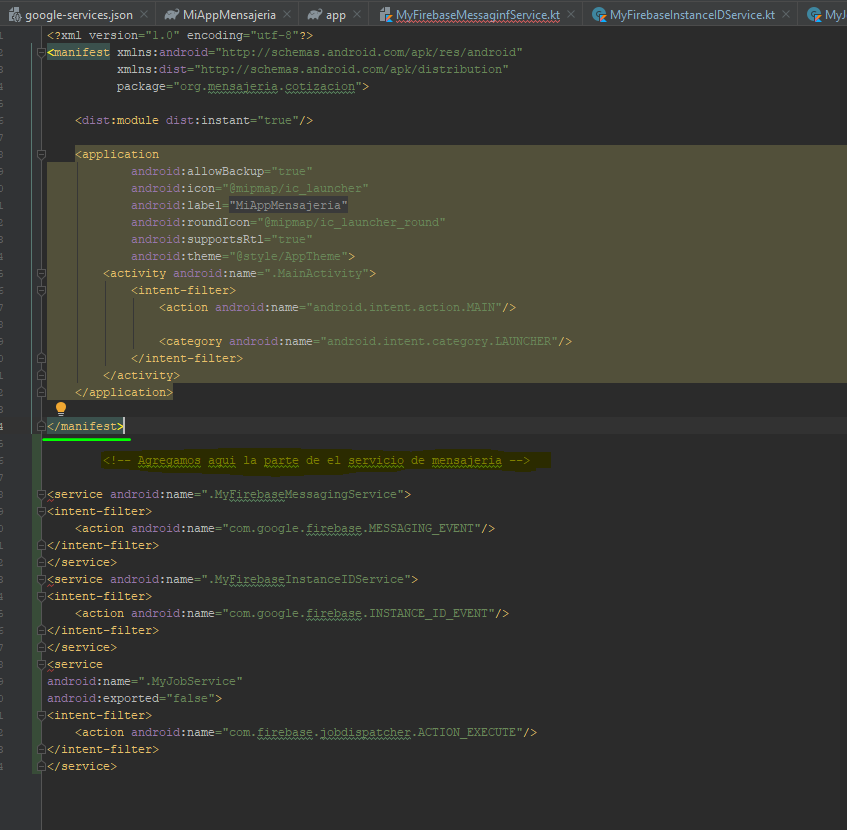 google-services.json MiAppMensajeria app MyFirebaseMessaginfService.kt MyFirebaseInstanceIDService.kt MyJ
<?xml version="1.0" encoding="utf-8"?>
<manifest xmlns:android="http://schemas.android.com/apk/res/android"
xmlns:dist="http://schemas.android.com/apk/distribution"
package="org.mensajeria.cotizacion">
<dist:module dist:instant="true"/>
<application
android:allowBackup="true"
android:icon="@mipmap/ic_launcher"
android:label="MiAppMensajeria"
android:roundIcon="@mipmap/ic_launcher_round"
android:supportsRtl="true"
android:theme="@style/AppTheme">
<activity android:name=".MainActivity">
<intent-filter>
<action android:name="android.intent.action.MAIN"/>
<category android:name="android.intent.category.LAUNCHER"/>
</intent-filter>
</activity>
</application>
</manifest>
<!-- Agregamos aqui la parte de el servicio de mensajeria -->
<service android:name=".MyFirebaseMessagingService">
<intent-filter>
<action android:name="com.google.firebase.MESSAGING_EVENT"/>
</intent-filter>
</service>
<service android:name=".MyFirebaseInstanceIDService">
<intent-filter>
<action android:name="com.google.firebase.INSTANCE_ID_EVENT"/>
</intent-filter>
</service>
<service
android:name=".MyJobService"
android:exported="false">
<intent-filter>
<action android:name="com.firebase.jobdispatcher.ACTION_EXECUTE"/>
</intent-filter>
</service>